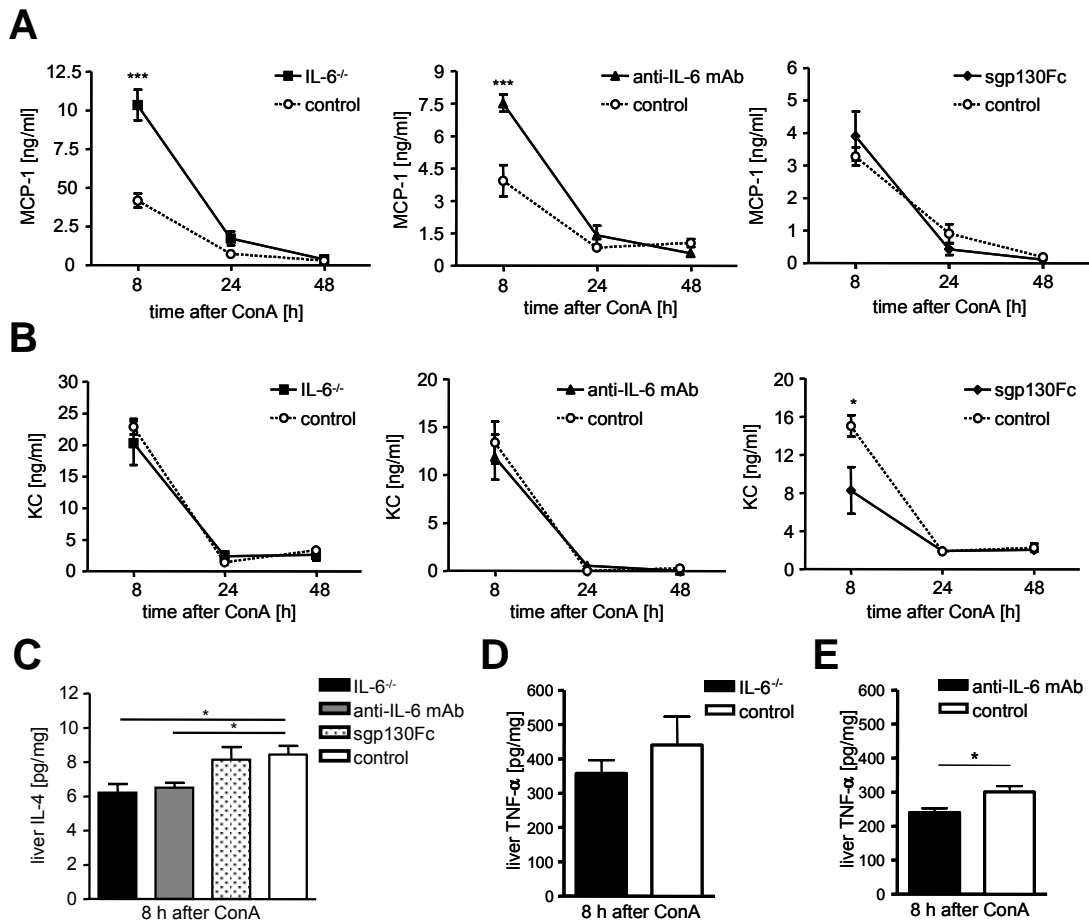 A
MCP-1 [ng/ml]
12.5
10
7.5
50
2.5
0
***
IL-6-/-
control
8 24 48
time after ConA [h]
MCP-1 [ng/ml]
9
7.5
6
4.5
3
1.5
0
***
anti-IL-6 mAb
control
8 24 48
time after ConA [h]
MCP-1 [ng/ml]
6
5
4
3
2
1
0
sgp130Fc
control
8 24 48
time after ConA [h]
B
KC [ng/ml]
30
25
20
15
10
5
0
IL-6-/-
control
8 24 48
time after ConA [h]
KC [ng/ml]
20
15
10
5
0
anti-IL-6 mAb
control
8 24 48
time after ConA [h]
KC [ng/ml]
20
16
12
8
4
0
*
sgp130Fc
control
8 24 48
time after ConA [h]
C
liver IL-4 [pg/mg]
12
10
8
6
4
2
0
*
*
IL-6-/-
anti-IL-6 mAb
sgp130Fc
control
8 h after ConA
D
liver TNF-α [pg/mg]
600
500
400
300
200
100
0
IL-6-/-
control
8 h after ConA
E
liver TNF-α [pg/mg]
600
500
400
300
200
100
0
*
anti-IL-6 mAb
control
8 h after ConA